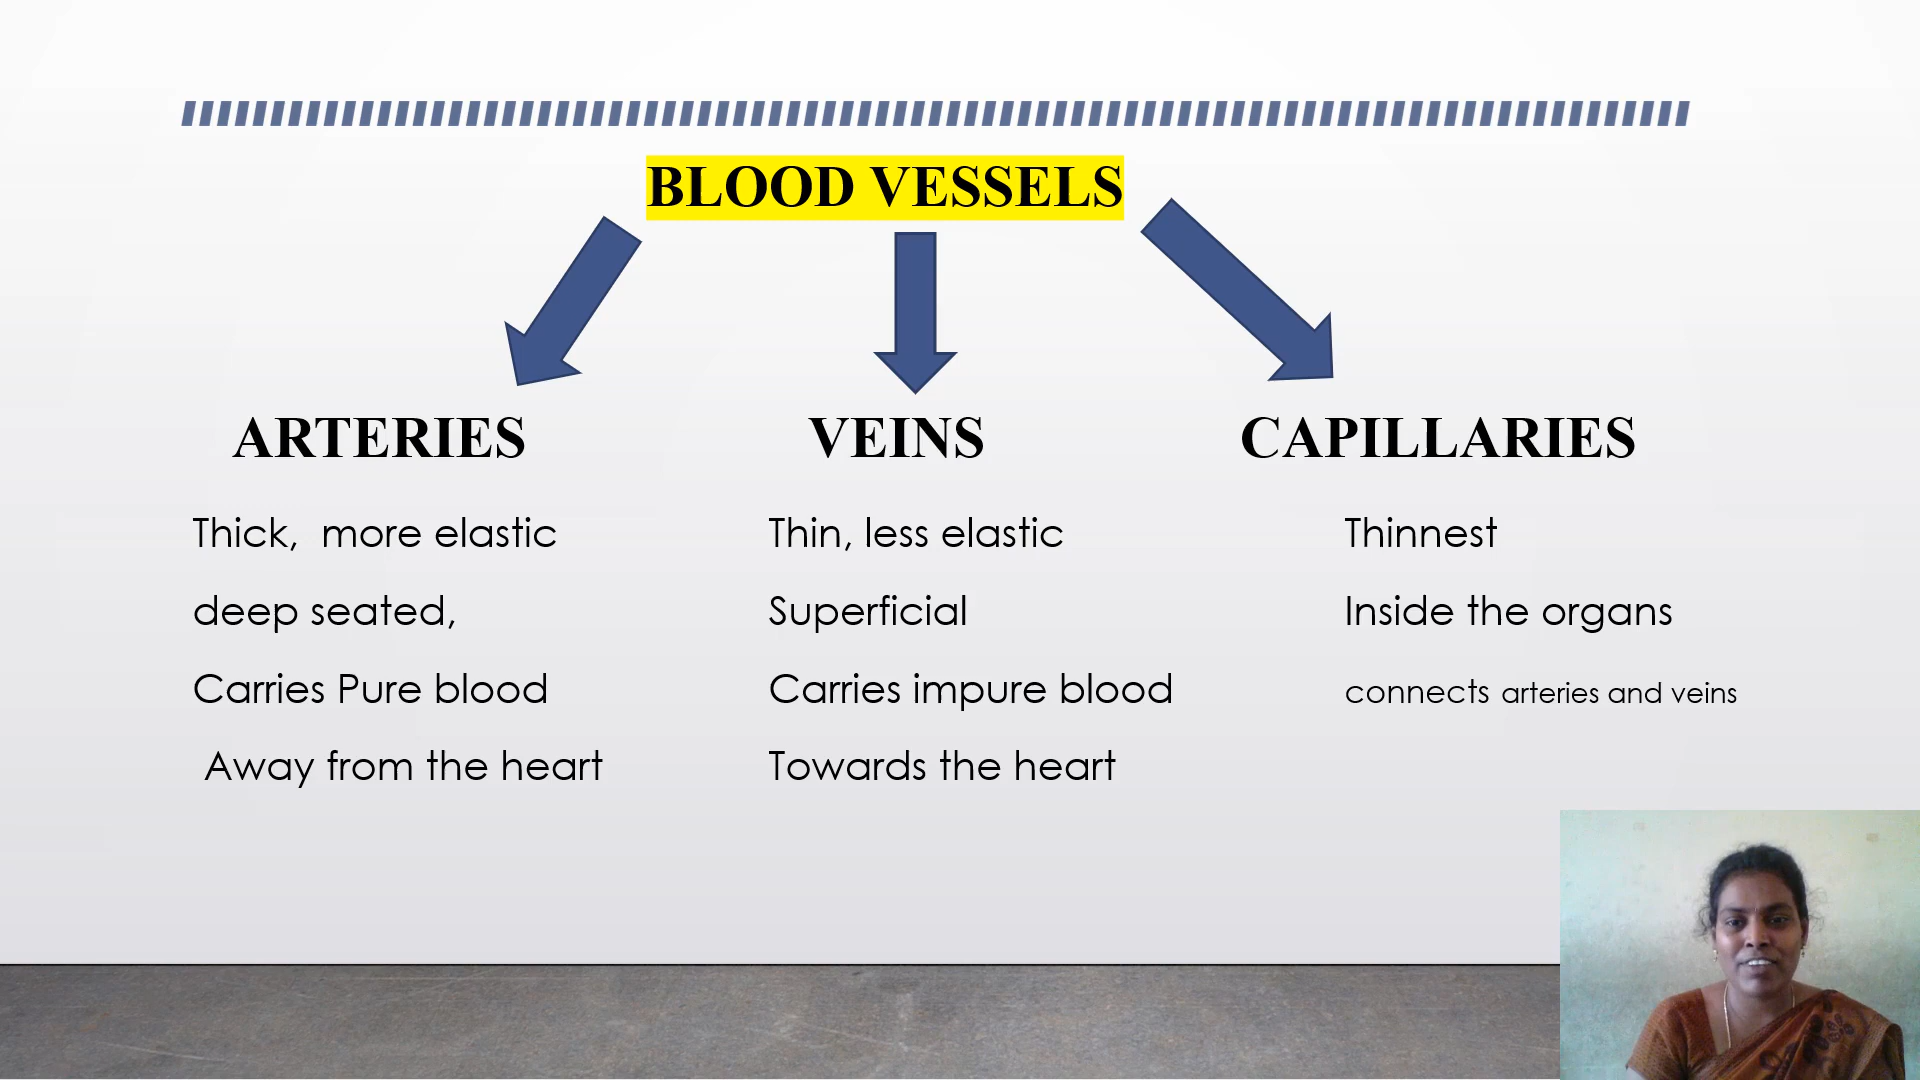 BLOOD VESSELS
ARTERIES
Thick, more elastic
deep seated,
Carries Pure blood
Away from the heart
VEINS
Thin, less elastic
Superficial
Carries impure blood
Towards the heart
CAPILLARIES
Thinnest
Inside the organs
connects arteries and veins